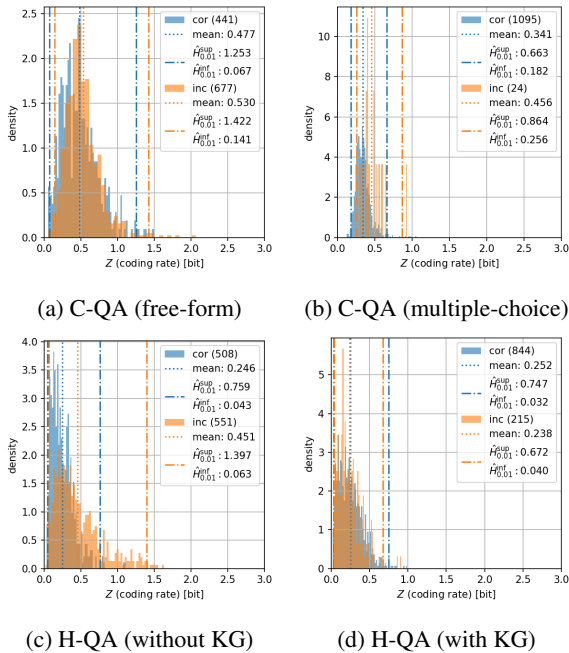 2.5
2.0
1.5
1.0
0.5
0.0
density
0.0 0.5 1.0 1.5 2.0 2.5 3.0
Z (coding rate) [bit]
cor (441)
mean: 0.477
Ĥ^sup_0.01 : 1.253
Ĥ^inf_0.01 : 0.067
inc (677)
mean: 0.530
Ĥ^sup_0.01 : 1.422
Ĥ^inf_0.01 : 0.141
(a) C-QA (free-form)
10
8
6
4
2
0
density
0.0 0.5 1.0 1.5 2.0 2.5 3.0
Z (coding rate) [bit]
cor (1095)
mean: 0.341
Ĥ^sup_0.01 : 0.663
Ĥ^inf_0.01 : 0.182
inc (24)
mean: 0.456
Ĥ^sup_0.01 : 0.864
Ĥ^inf_0.01 : 0.256
(b) C-QA (multiple-choice)
4.0
3.5
3.0
2.5
2.0
1.5
1.0
0.5
0.0
density
0.0 0.5 1.0 1.5 2.0 2.5 3.0
Z (coding rate) [bit]
cor (508)
mean: 0.246
Ĥ^sup_0.01 : 0.759
Ĥ^inf_0.01 : 0.043
inc (551)
mean: 0.451
Ĥ^sup_0.01 : 1.397
Ĥ^inf_0.01 : 0.063
(c) H-QA (without KG)
5
4
3
2
1
0
density
0.0 0.5 1.0 1.5 2.0 2.5 3.0
Z (coding rate) [bit]
cor (844)
mean: 0.252
Ĥ^sup_0.01 : 0.747
Ĥ^inf_0.01 : 0.032
inc (215)
mean: 0.238
Ĥ^sup_0.01 : 0.672
Ĥ^inf_0.01 : 0.040
(d) H-QA (with KG)